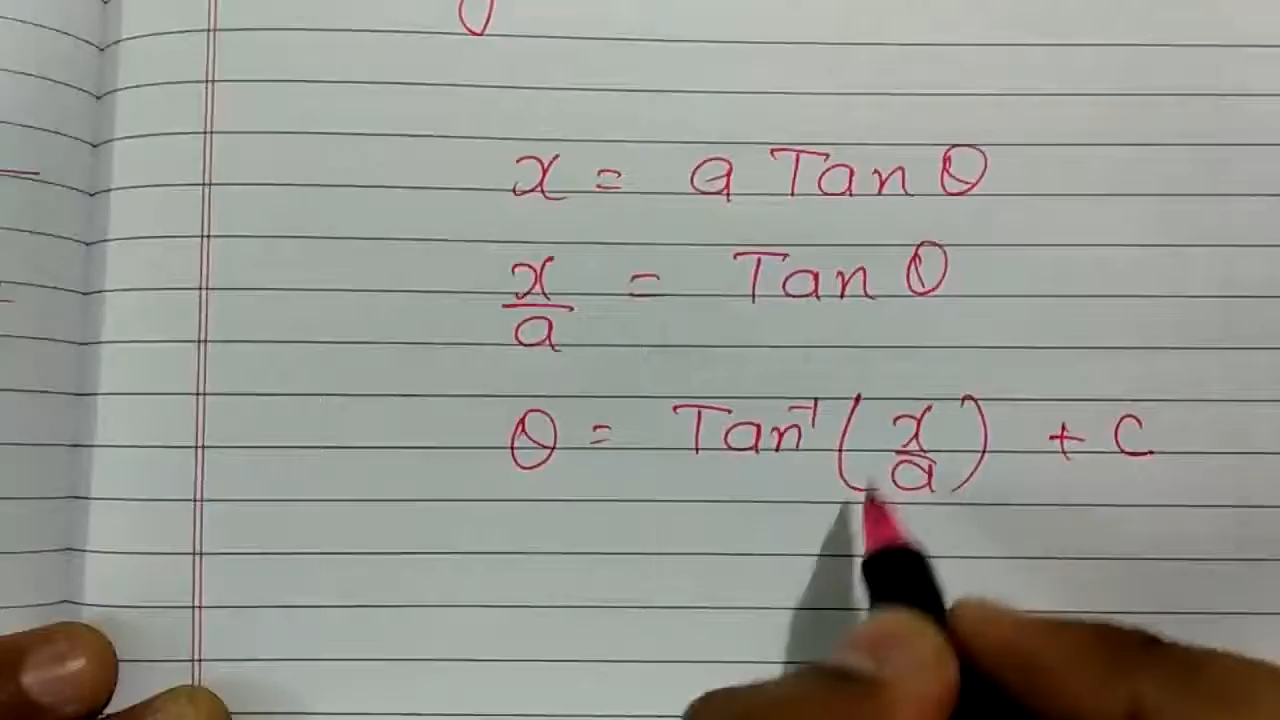 x = a Tan θ
x/a = Tan θ
θ = Tan⁻¹ (x/a) + c